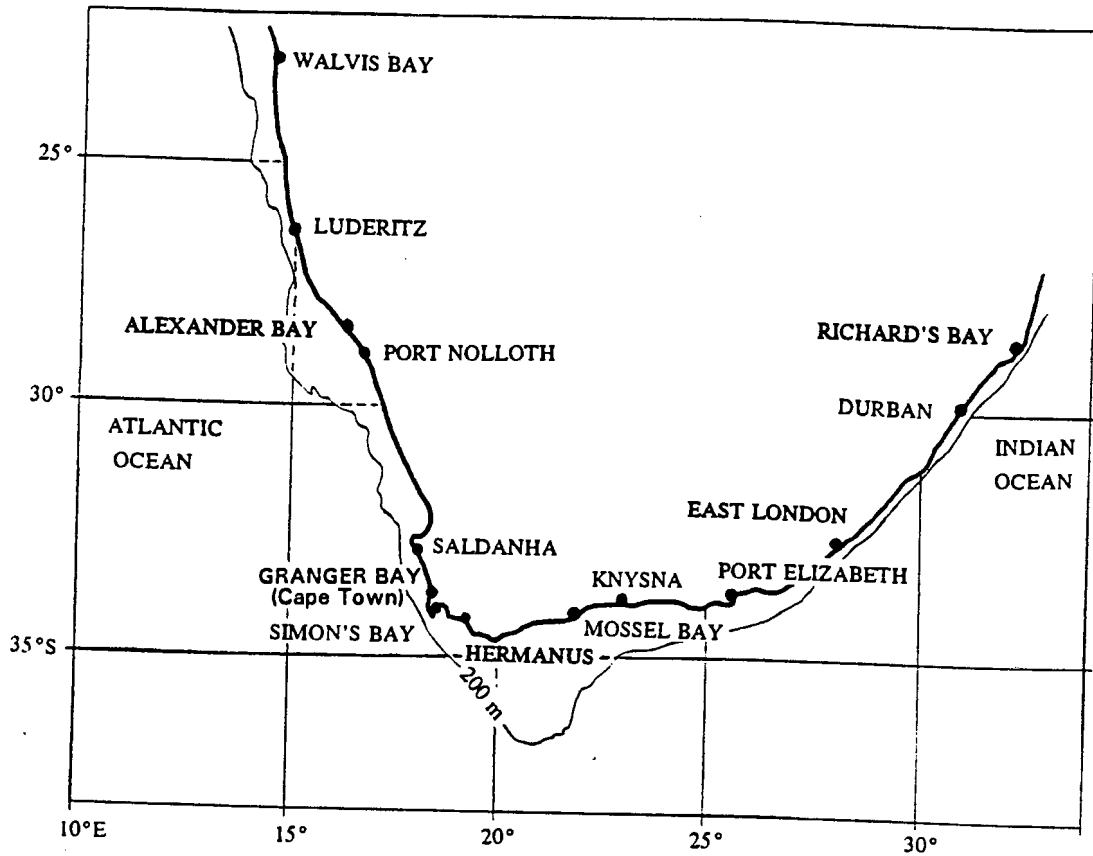 WALVIS BAY
25°
LUDERITZ
ALEXANDER BAY
PORT NOLLOTH
RICHARD'S BAY
30°
DURBAN
ATLANTIC
OCEAN
INDIAN
OCEAN
EAST LONDON
SALDANHA
GRANGER BAY
(Cape Town)
KNYSNA
PORT ELIZABETH
SIMON'S BAY
MOSSEL BAY
35°S
HERMANUS
200 m
10°E
15°
20°
25°
30°